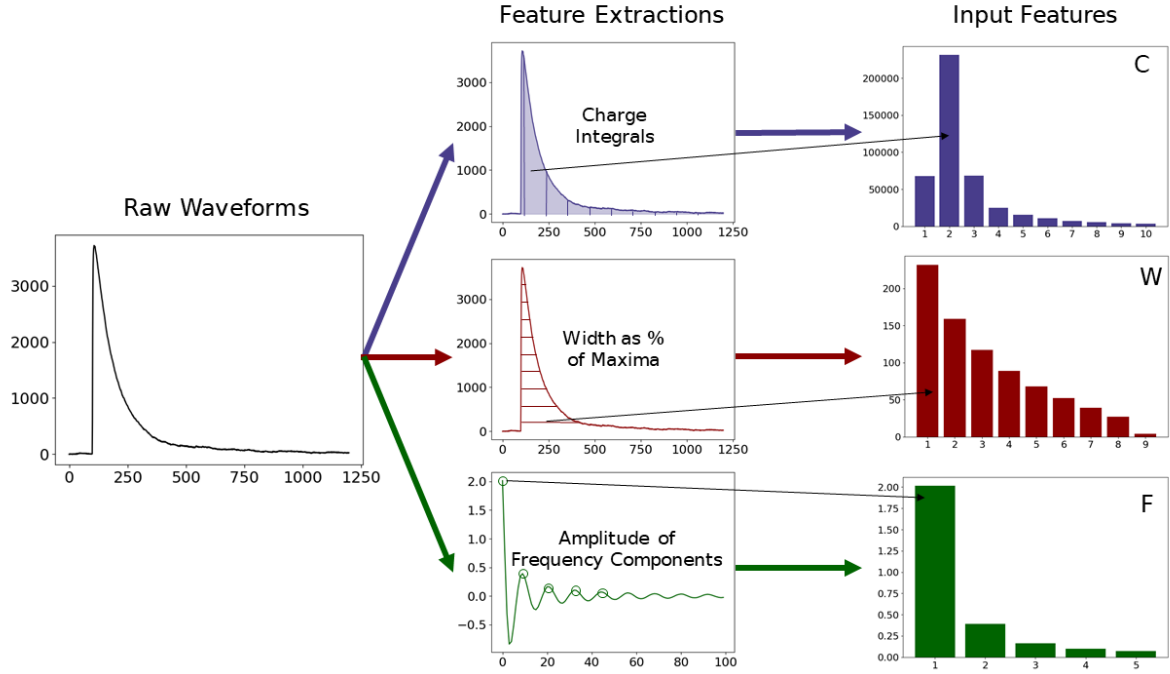 Feature Extractions
Input Features
Raw Waveforms
3000
2000
1000
0
0 250 500 750 1000 1250
3000
2000
1000
0
0 250 500 750 1000 1250
Charge
Integrals
200000
150000
100000
50000
0
1 2 3 4 5 6 7 8 9 10
C
3000
2000
1000
0
0 250 500 750 1000 1250
Width as %
of Maxima
200
150
100
50
0
1 2 3 4 5 6 7 8 9
W
2.0
1.5
1.0
0.5
0.0
−0.5
0 20 40 60 80 100
Amplitude of
Frequency Components
2.00
1.75
1.50
1.25
1.00
0.75
0.50
0.25
0.00
1 2 3 4 5
F